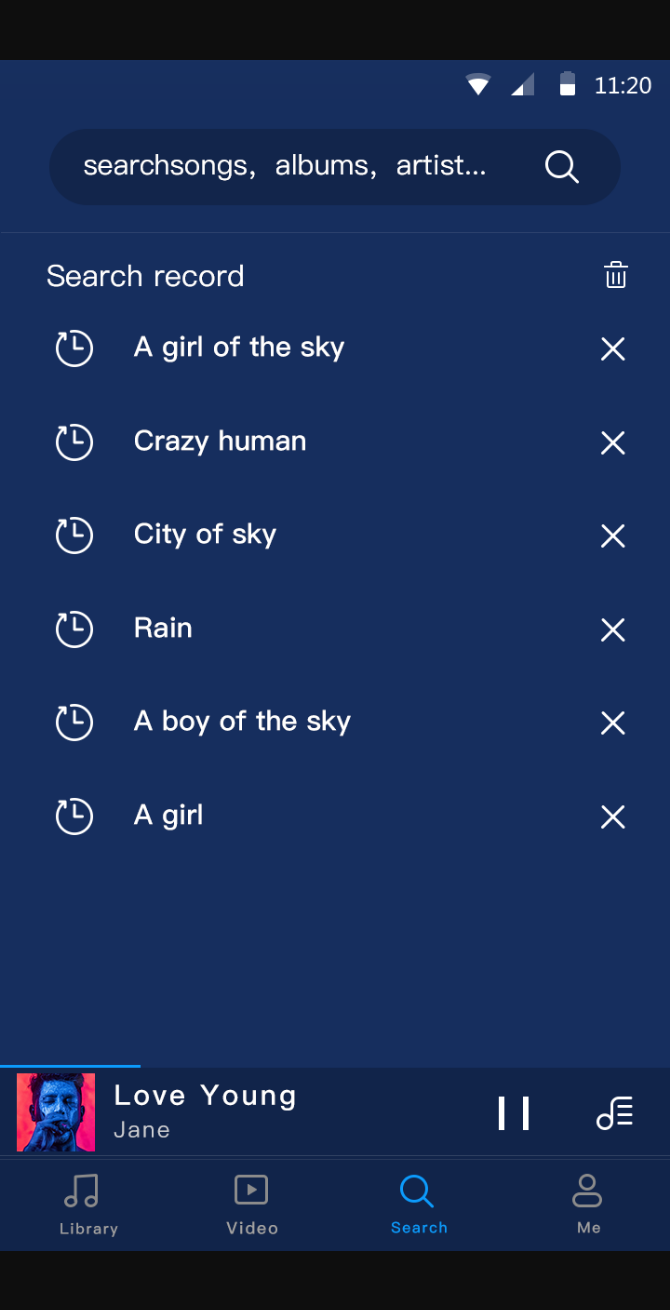 11:20
searchsongs, albums, artist...
Search record
A girl of the sky
Crazy human
City of sky
Rain
A boy of the sky
A girl
Love Young
Jane
Library Video Search Me